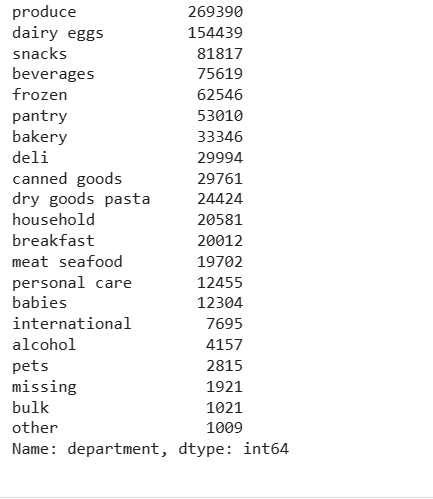 produce 269390
dairy eggs 154439
snacks 81817
beverages 75619
frozen 62546
pantry 53010
bakery 33346
deli 29994
canned goods 29761
dry goods pasta 24424
household 20581
breakfast 20012
meat seafood 19702
personal care 12455
babies 12304
international 7695
alcohol 4157
pets 2815
missing 1921
bulk 1021
other 1009
Name: department, dtype: int64